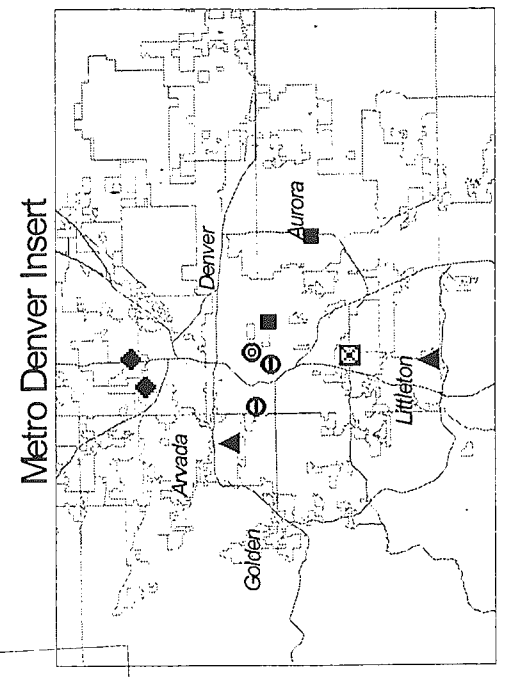 Metro Denver Insert
Arvada
Denver
Golden
Aurora
Littleton